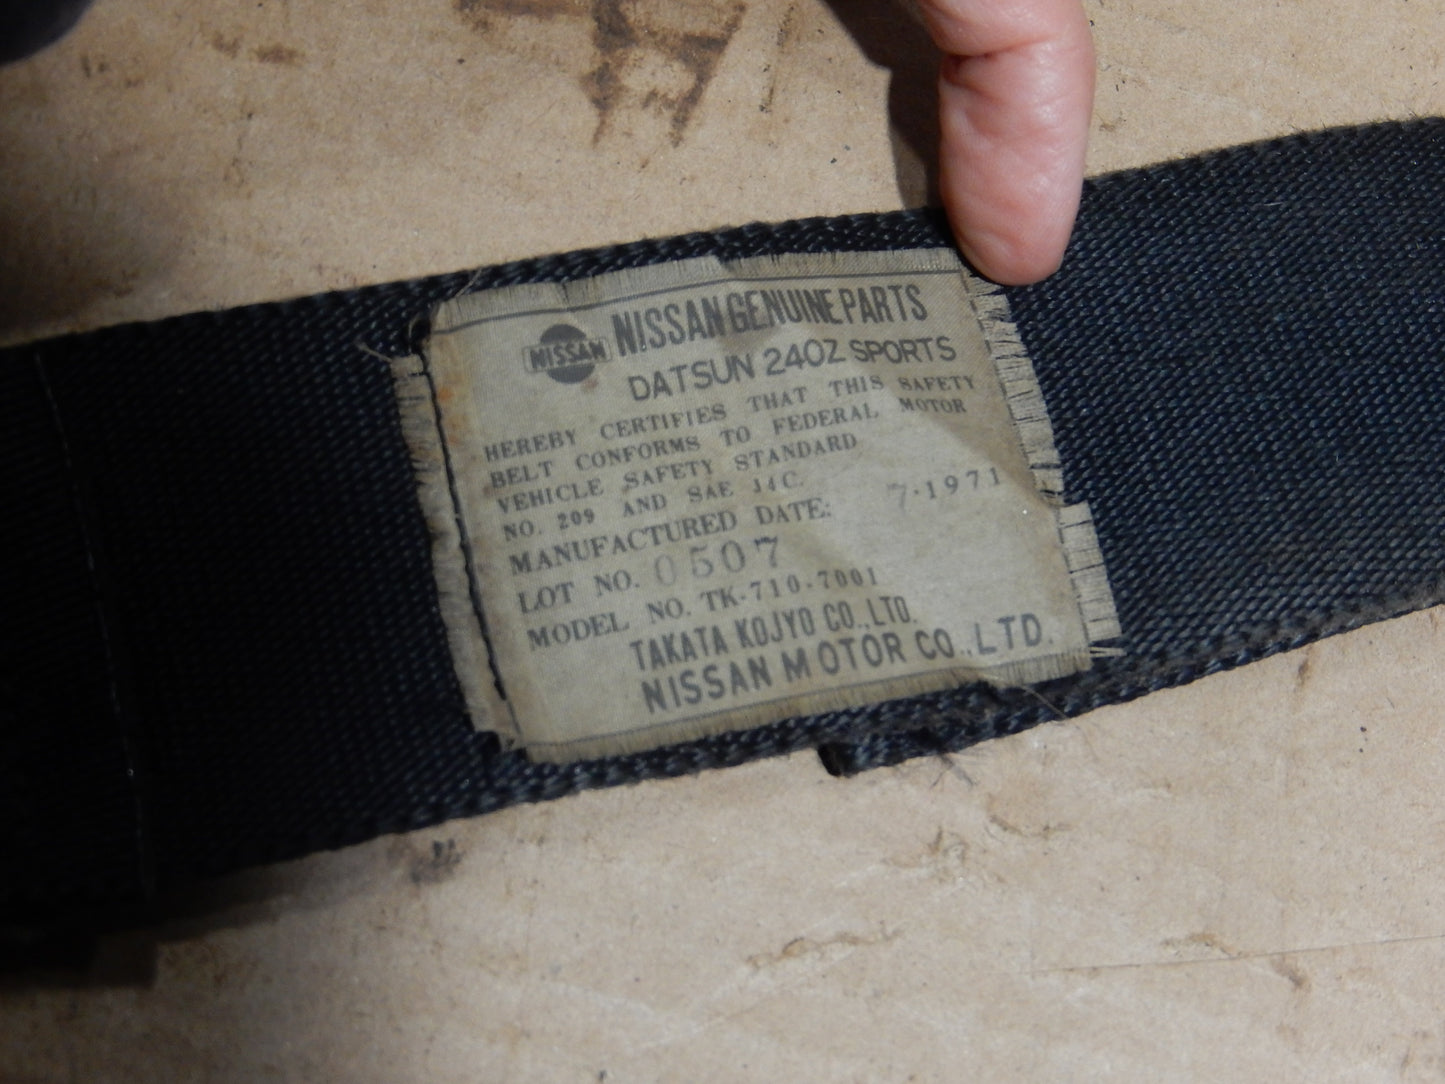 NISSAN
NISSAN GENUINE PARTS
DATSUN 240Z SPORTS
HEREBY CERTIFIES THAT THIS SAFETY
BELT CONFORMS TO FEDERAL MOTOR
VEHICLE SAFETY STANDARD
NO. 209 AND SAE J4C.
MANUFACTURED DATE: 7·1971
LOT NO. 0507
MODEL NO. TK-710-7001
TAKATA KOJYO CO.,LTD.
NISSAN MOTOR CO.,LTD.